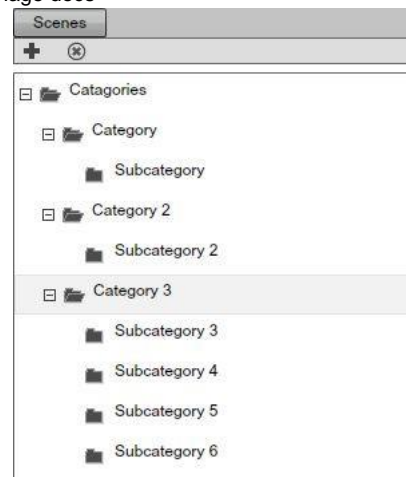 Scenes
Catagories
Category
Subcategory
Category 2
Subcategory 2
Category 3
Subcategory 3
Subcategory 4
Subcategory 5
Subcategory 6